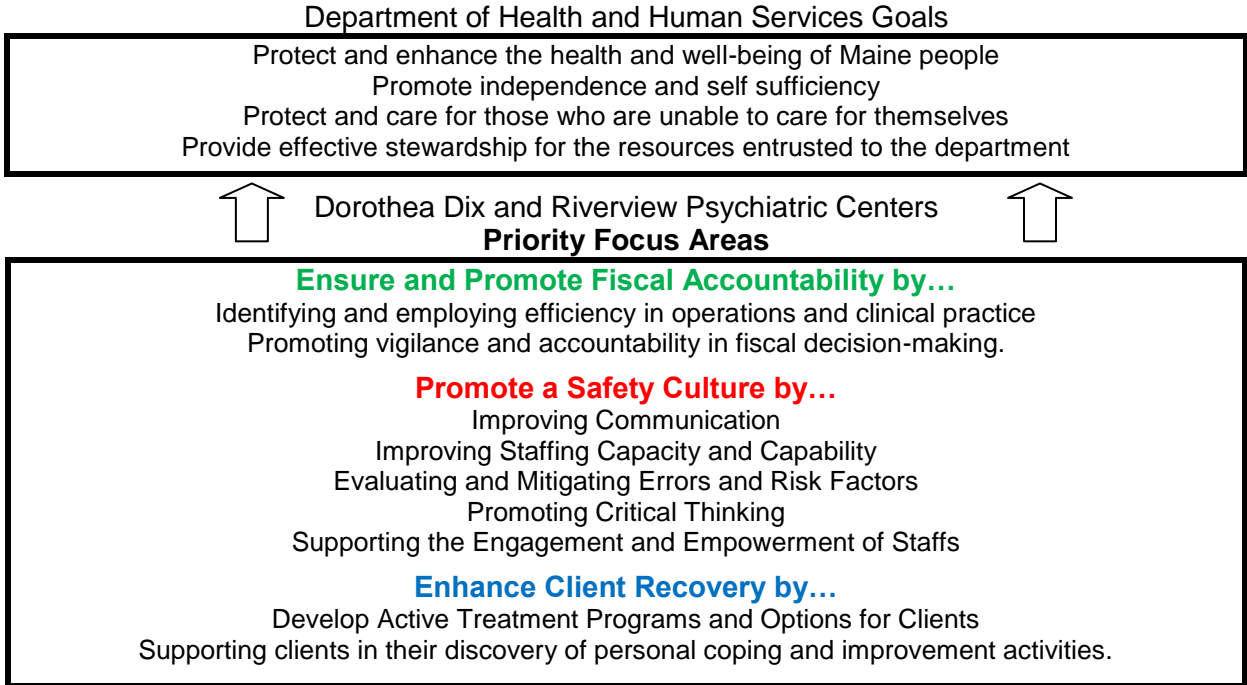 Department of Health and Human Services Goals
Protect and enhance the health and well-being of Maine people
Promote independence and self sufficiency
Protect and care for those who are unable to care for themselves
Provide effective stewardship for the resources entrusted to the department
Dorothea Dix and Riverview Psychiatric Centers
Priority Focus Areas
Ensure and Promote Fiscal Accountability by…
Identifying and employing efficiency in operations and clinical practice
Promoting vigilance and accountability in fiscal decision-making.
Promote a Safety Culture by…
Improving Communication
Improving Staffing Capacity and Capability
Evaluating and Mitigating Errors and Risk Factors
Promoting Critical Thinking
Supporting the Engagement and Empowerment of Staffs
Enhance Client Recovery by…
Develop Active Treatment Programs and Options for Clients
Supporting clients in their discovery of personal coping and improvement activities.